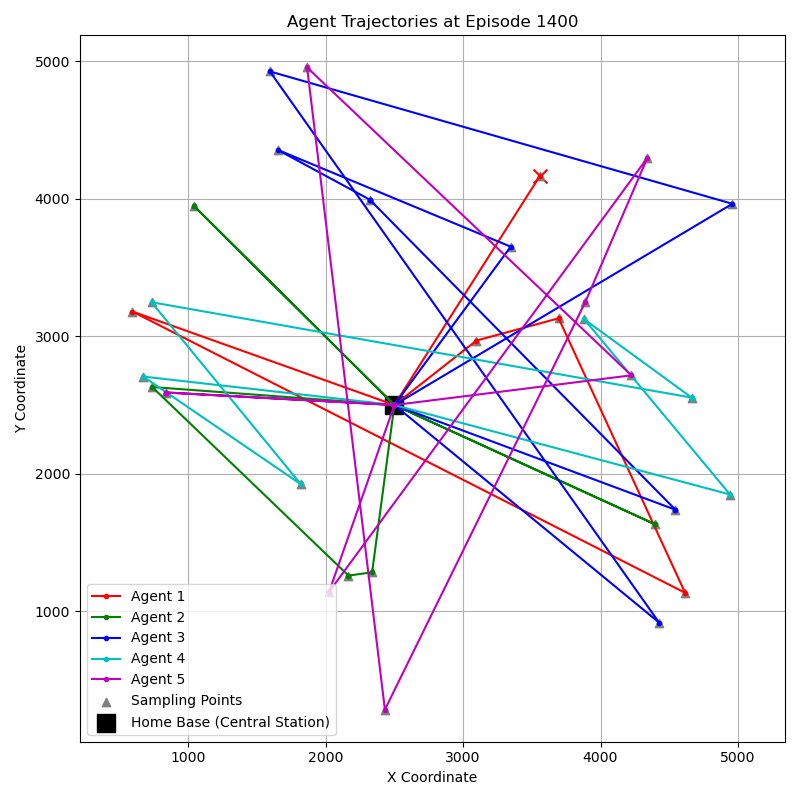 Agent Trajectories at Episode 1400
Y Coordinate
5000
4000
3000
2000
1000
Agent 1
Agent 2
Agent 3
Agent 4
Agent 5
Sampling Points
Home Base (Central Station)
1000 2000 3000 4000 5000
X Coordinate